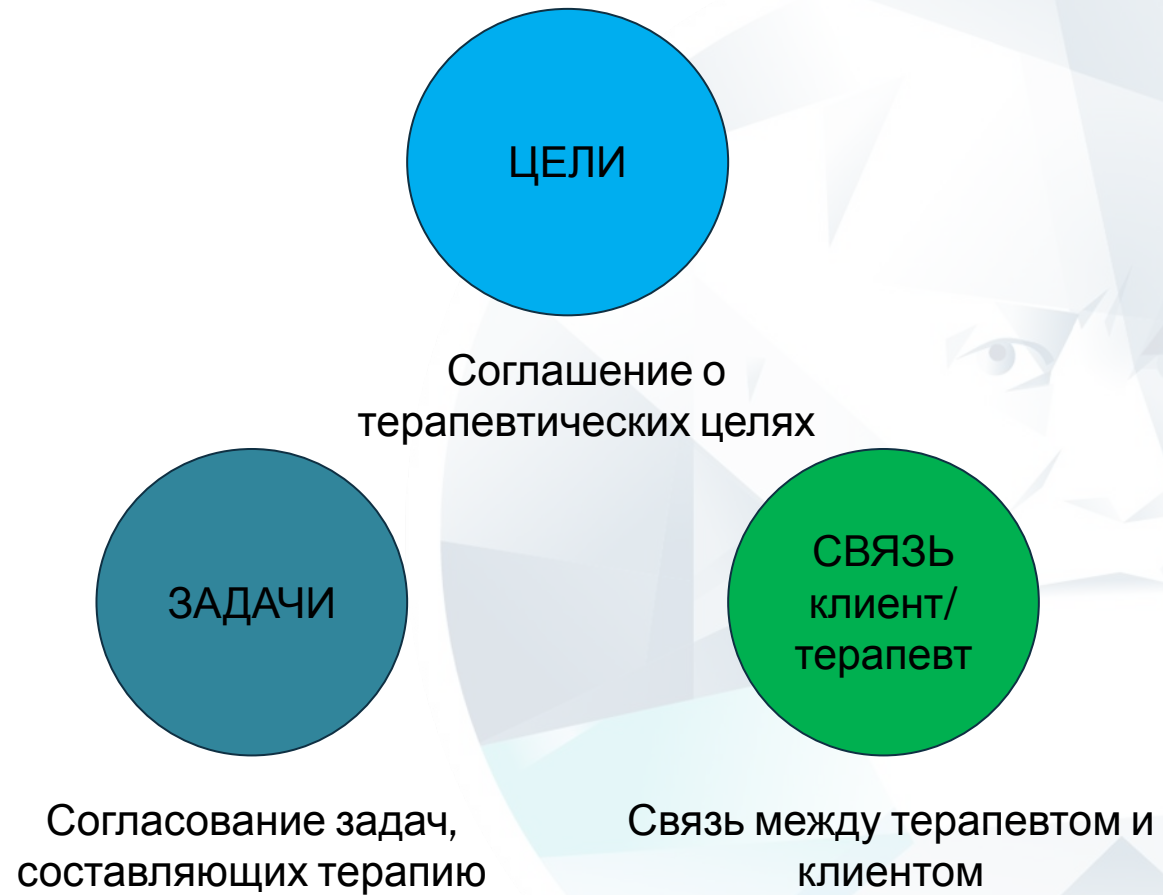 ЦЕЛИ
Соглашение о
терапевтических целях
ЗАДАЧИ
СВЯЗЬ
клиент/
терапевт
Согласование задач,
составляющих терапию
Связь между терапевтом и
клиентом